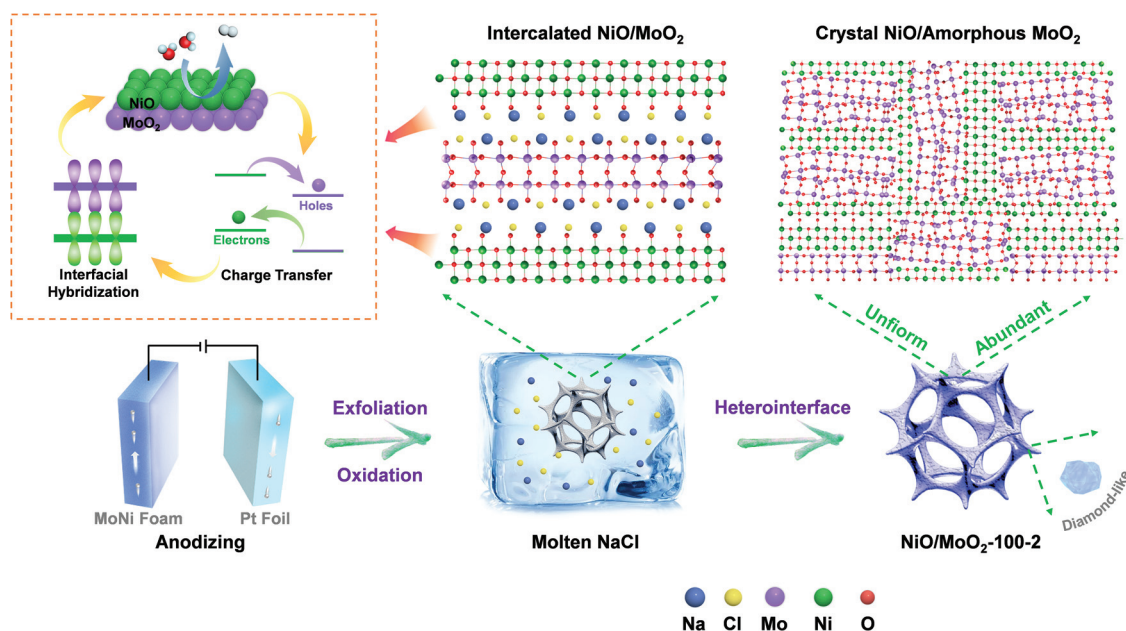 Intercalated NiO/MoO₂
Crystal NiO/Amorphous MoO₂
NiO
MoO₂
Holes
Electrons
Interfacial
Hybridization
Charge Transfer
Unfiorm
Abundant
MoNi Foam
Pt Foil
Anodizing
Exfoliation
Oxidation
Molten NaCl
Heterointerface
NiO/MoO₂-100-2
Diamond-like
Na
Cl
Mo
Ni
O